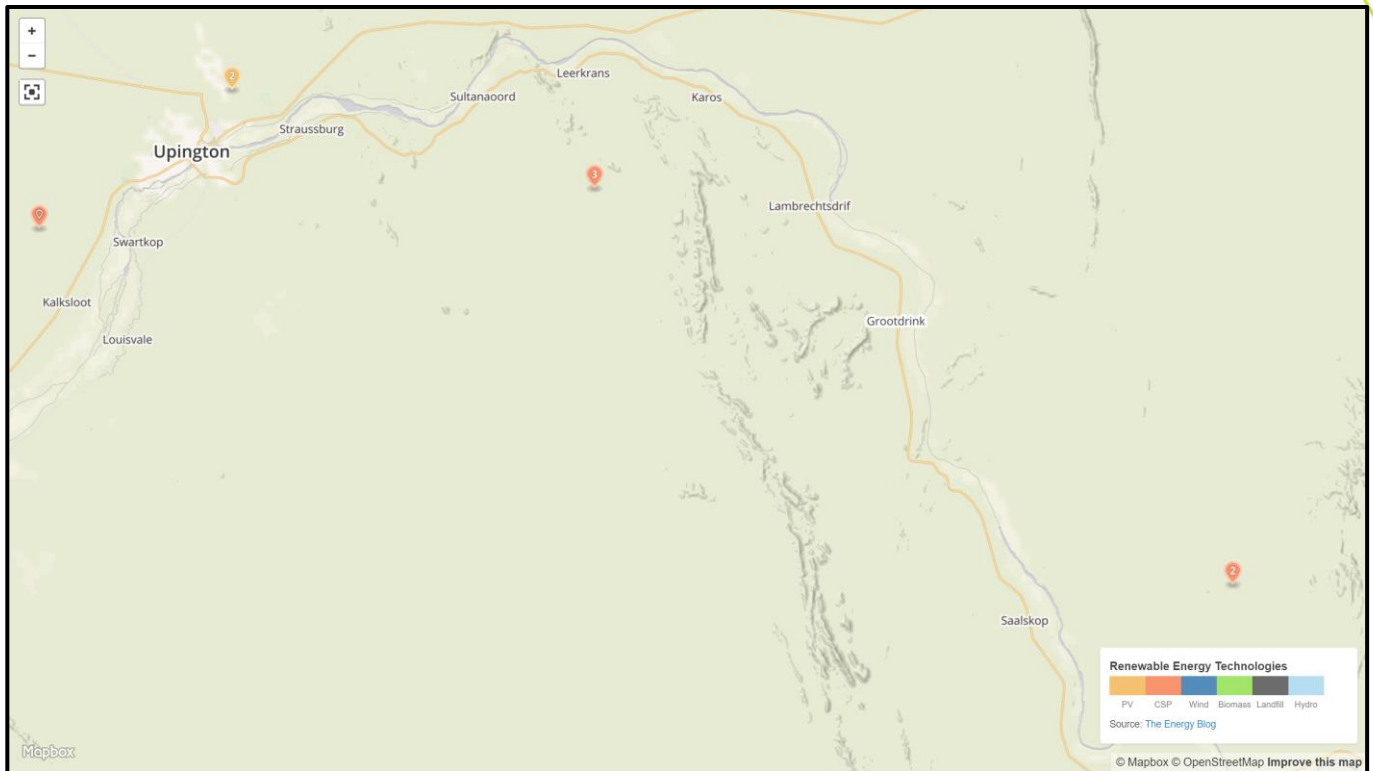 +
−
2
Leerkrans
Sultanaoord
Karos
Straussburg
Upington
3
Lambrechtsdrif
Swartkop
Kalksloot
Grootdrink
Louisvale
2
Saalskop
Renewable Energy Technologies
PV CSP Wind Biomass Landfill Hydro
Source: The Energy Blog
Mapbox
© Mapbox © OpenStreetMap Improve this map